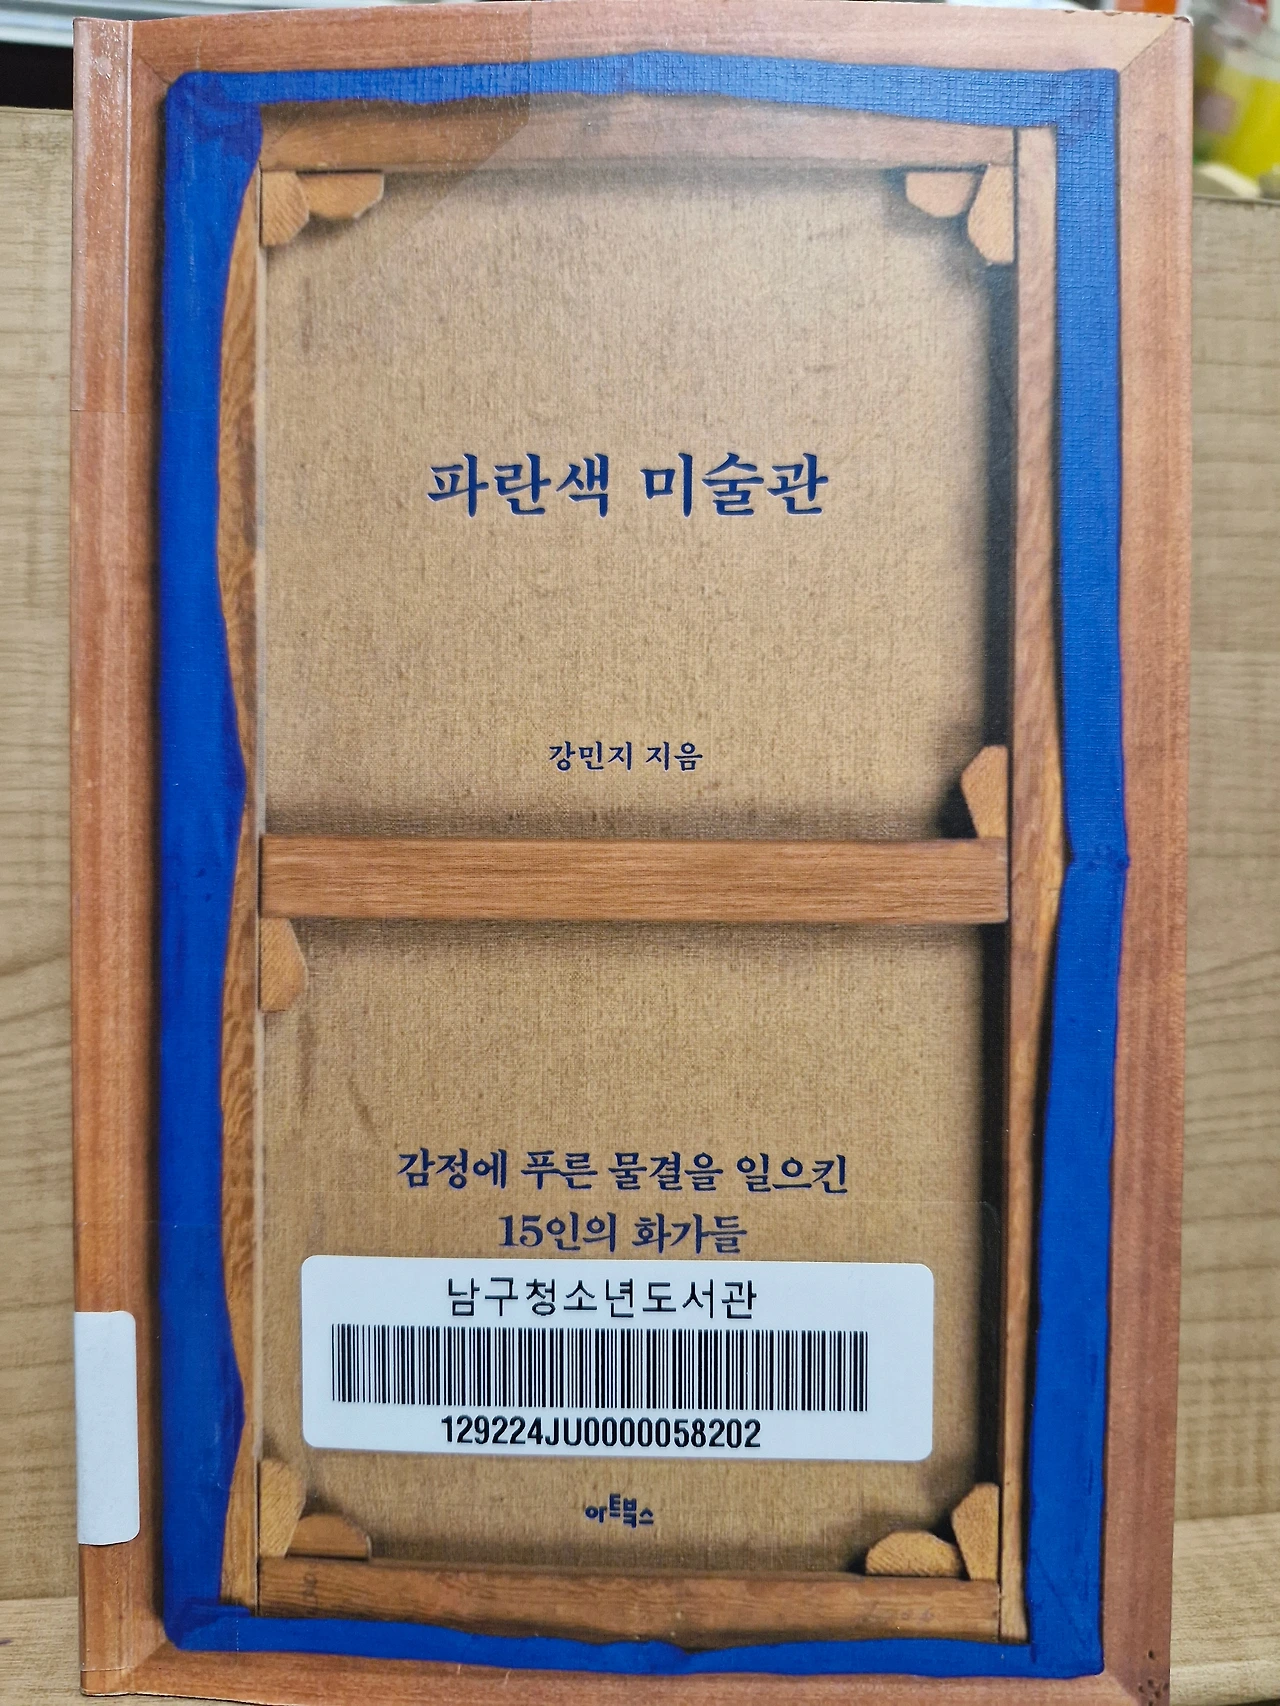 파란색 미술관
강민지 지음
감정에 푸른 물결을 일으킨
15인의 화가들
남구청소년도서관
129224JU0000058202
아트북스